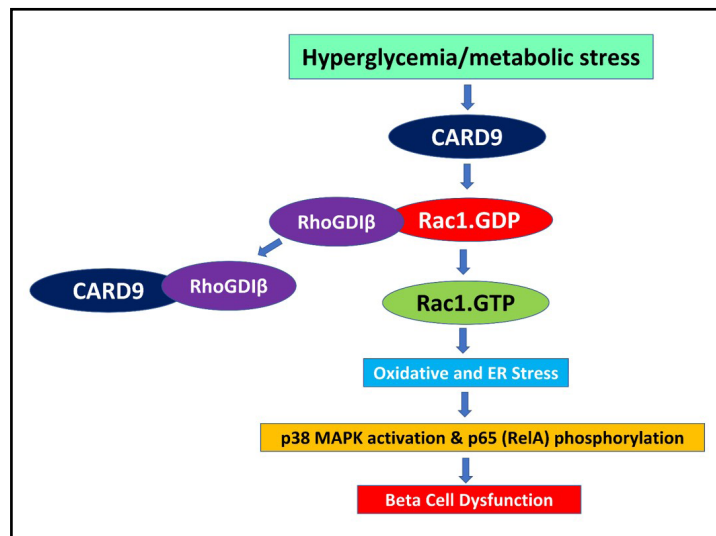 Hyperglycemia/metabolic stress
CARD9
RhoGDIβ
Rac1.GDP
CARD9
RhoGDIβ
Rac1.GTP
Oxidative and ER Stress
p38 MAPK activation & p65 (RelA) phosphorylation
Beta Cell Dysfunction